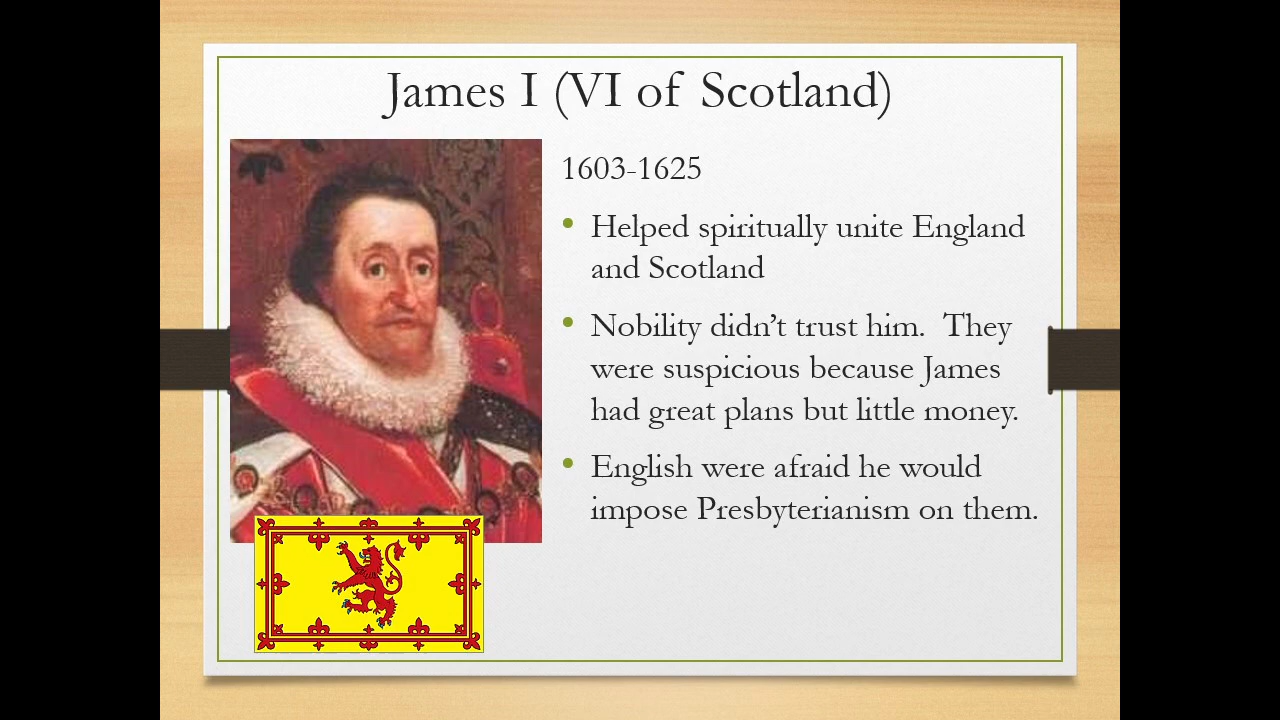 James I (VI of Scotland)
1603-1625
• Helped spiritually unite England
and Scotland
• Nobility didn’t trust him.  They
were suspicious because James
had great plans but little money.
• English were afraid he would
impose Presbyterianism on them.